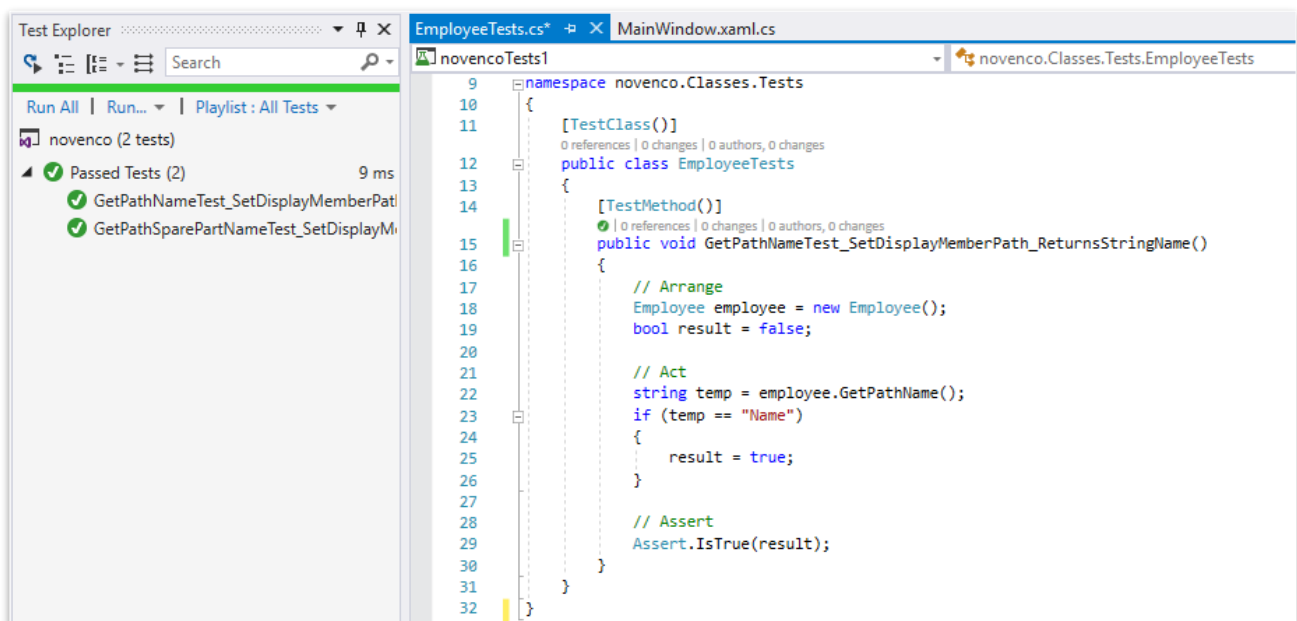 Test Explorer
Search
Run All | Run... | Playlist : All Tests
novenco (2 tests)
Passed Tests (2) 9 ms
GetPathNameTest_SetDisplayMemberPat
GetPathSparePartNameTest_SetDisplayM
EmployeeTests.cs* MainWindow.xaml.cs
novencoTests1 novenco.Classes.Tests.EmployeeTests
9 namespace novenco.Classes.Tests
10 {
11 [TestClass()]
0 references | 0 changes | 0 authors, 0 changes
12 public class EmployeeTests
13 {
14 [TestMethod()]
| 0 references | 0 changes | 0 authors, 0 changes
15 public void GetPathNameTest_SetDisplayMemberPath_ReturnsStringName()
16 {
17 // Arrange
18 Employee employee = new Employee();
19 bool result = false;
20
21 // Act
22 string temp = employee.GetPathName();
23 if (temp == "Name")
24 {
25 result = true;
26 }
27
28 // Assert
29 Assert.IsTrue(result);
30 }
31 }
32 }